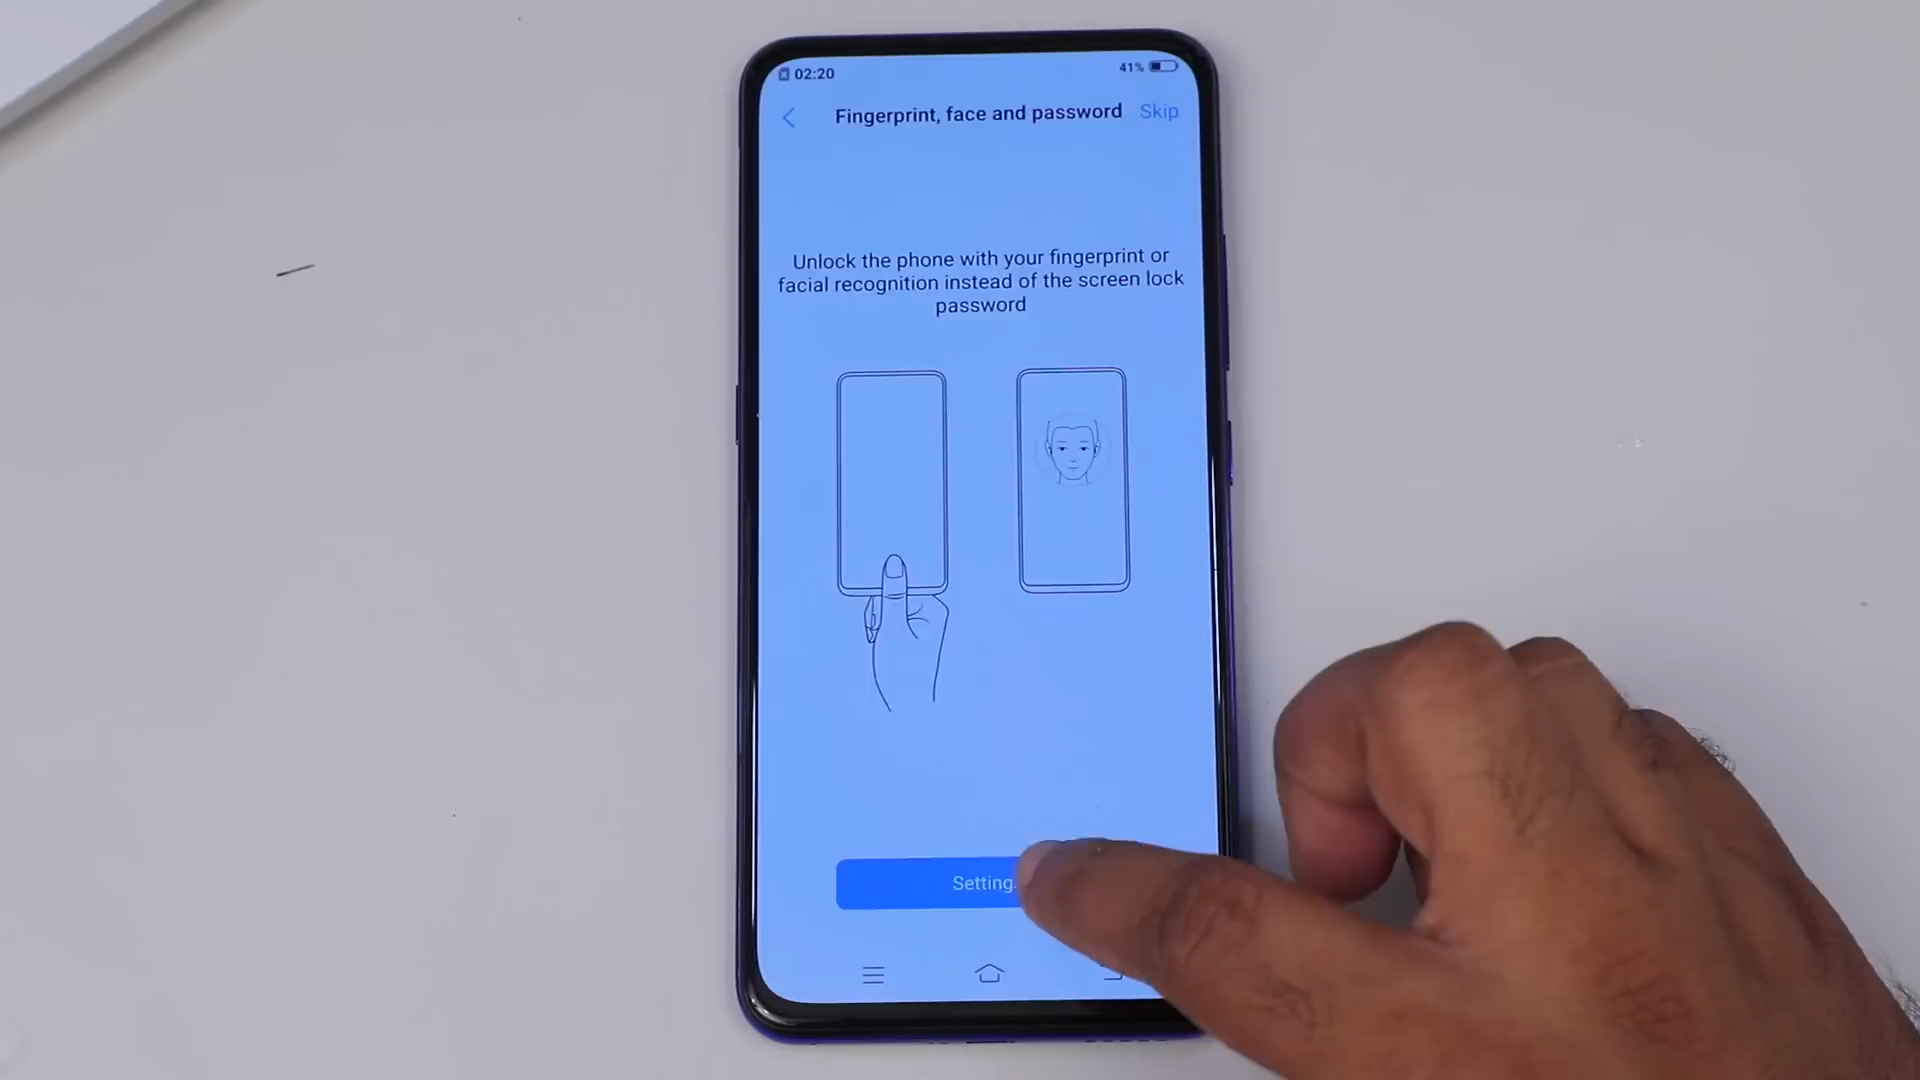 02:20
41%
Fingerprint, face and password
Skip
Unlock the phone with your fingerprint or
facial recognition instead of the screen lock
password
Setting